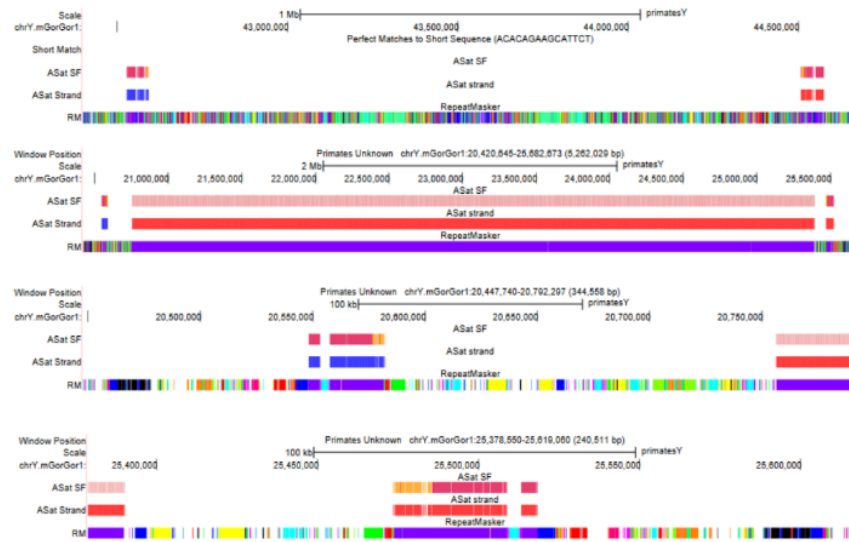 Scale 1 Mb primatesY
chrY.mGorGor1: 43,000,000 43,500,000 44,000,000 44,500,000
Perfect Matches to Short Sequence (ACACAGAAGCATTCT)
Short Match
ASat SF
ASat SF
ASat strand
ASat Strand
RepeatMasker
RM
Window Position Primates Unknown chrY.mGorGor1:20,420,645-25,682,673 (5,262,029 bp)
Scale 2 Mb primatesY
chrY.mGorGor1: 21,000,000 21,500,000 22,000,000 22,500,000 23,000,000 23,500,000 24,000,000 24,500,000 25,000,000 25,500,000
ASat SF
ASat SF
ASat strand
ASat Strand
RepeatMasker
RM
Window Position Primates Unknown chrY.mGorGor1:20,447,740-20,792,297 (344,558 bp)
Scale 100 kb primatesY
chrY.mGorGor1: 20,500,000 20,550,000 20,600,000 20,650,000 20,700,000 20,750,000
ASat SF
ASat SF
ASat strand
ASat Strand
RepeatMasker
RM
Window Position Primates Unknown chrY.mGorGor1:25,378,550-25,619,060 (240,511 bp)
Scale 100 kb primatesY
chrY.mGorGor1: 25,400,000 25,450,000 25,500,000 25,550,000 25,600,000
ASat SF
ASat SF
ASat strand
ASat Strand
RepeatMasker
RM